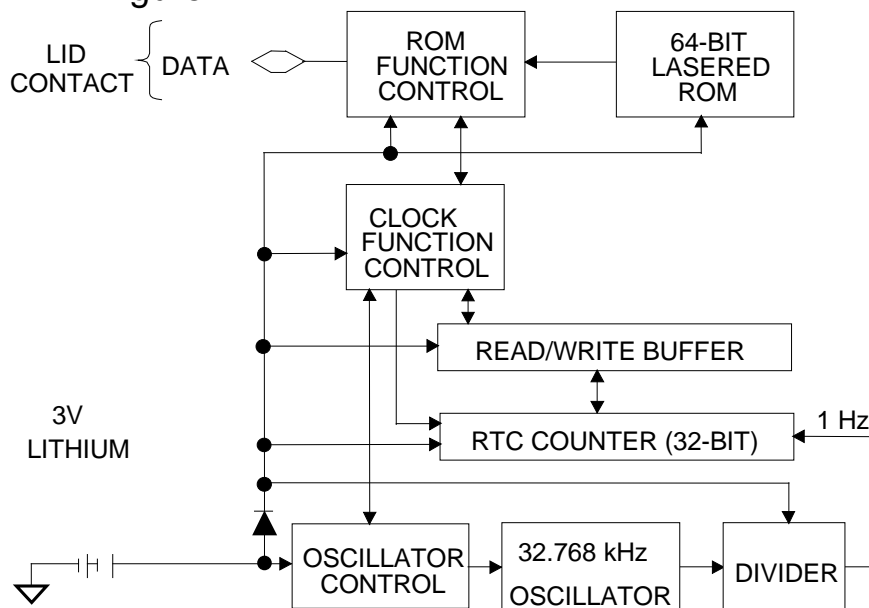 LID
CONTACT
DATA
ROM
FUNCTION
CONTROL
64-BIT
LASERED
ROM
CLOCK
FUNCTION
CONTROL
READ/WRITE BUFFER
3V
LITHIUM
RTC COUNTER (32-BIT)
1 Hz
OSCILLATOR
CONTROL
32.768 kHz
OSCILLATOR
DIVIDER